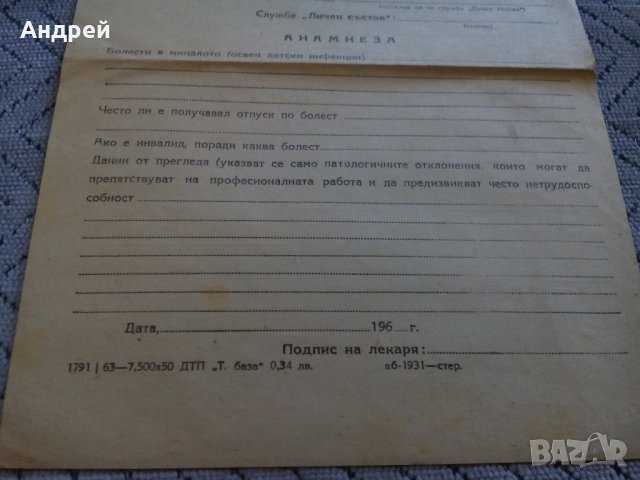 Андрей
Служба „Личен състав“:
АНАМНЕЗА
Болести в миналото (освен детски инфекции)
Често ли е получавал отпуск по болест
Ако е инвалид, поради каква болест
Данни от прегледа (указват се само патологичните отклонения, които могат да
препятствуват на професионалната работа и да предизвикват често нетрудоспо-
собност
Дата, 196 г.
Подпис на лекаря:
1791 | 63—7,500х50 ДТП „Т. база“ 0,34 лв. пб-1931—стер.
BAZAR